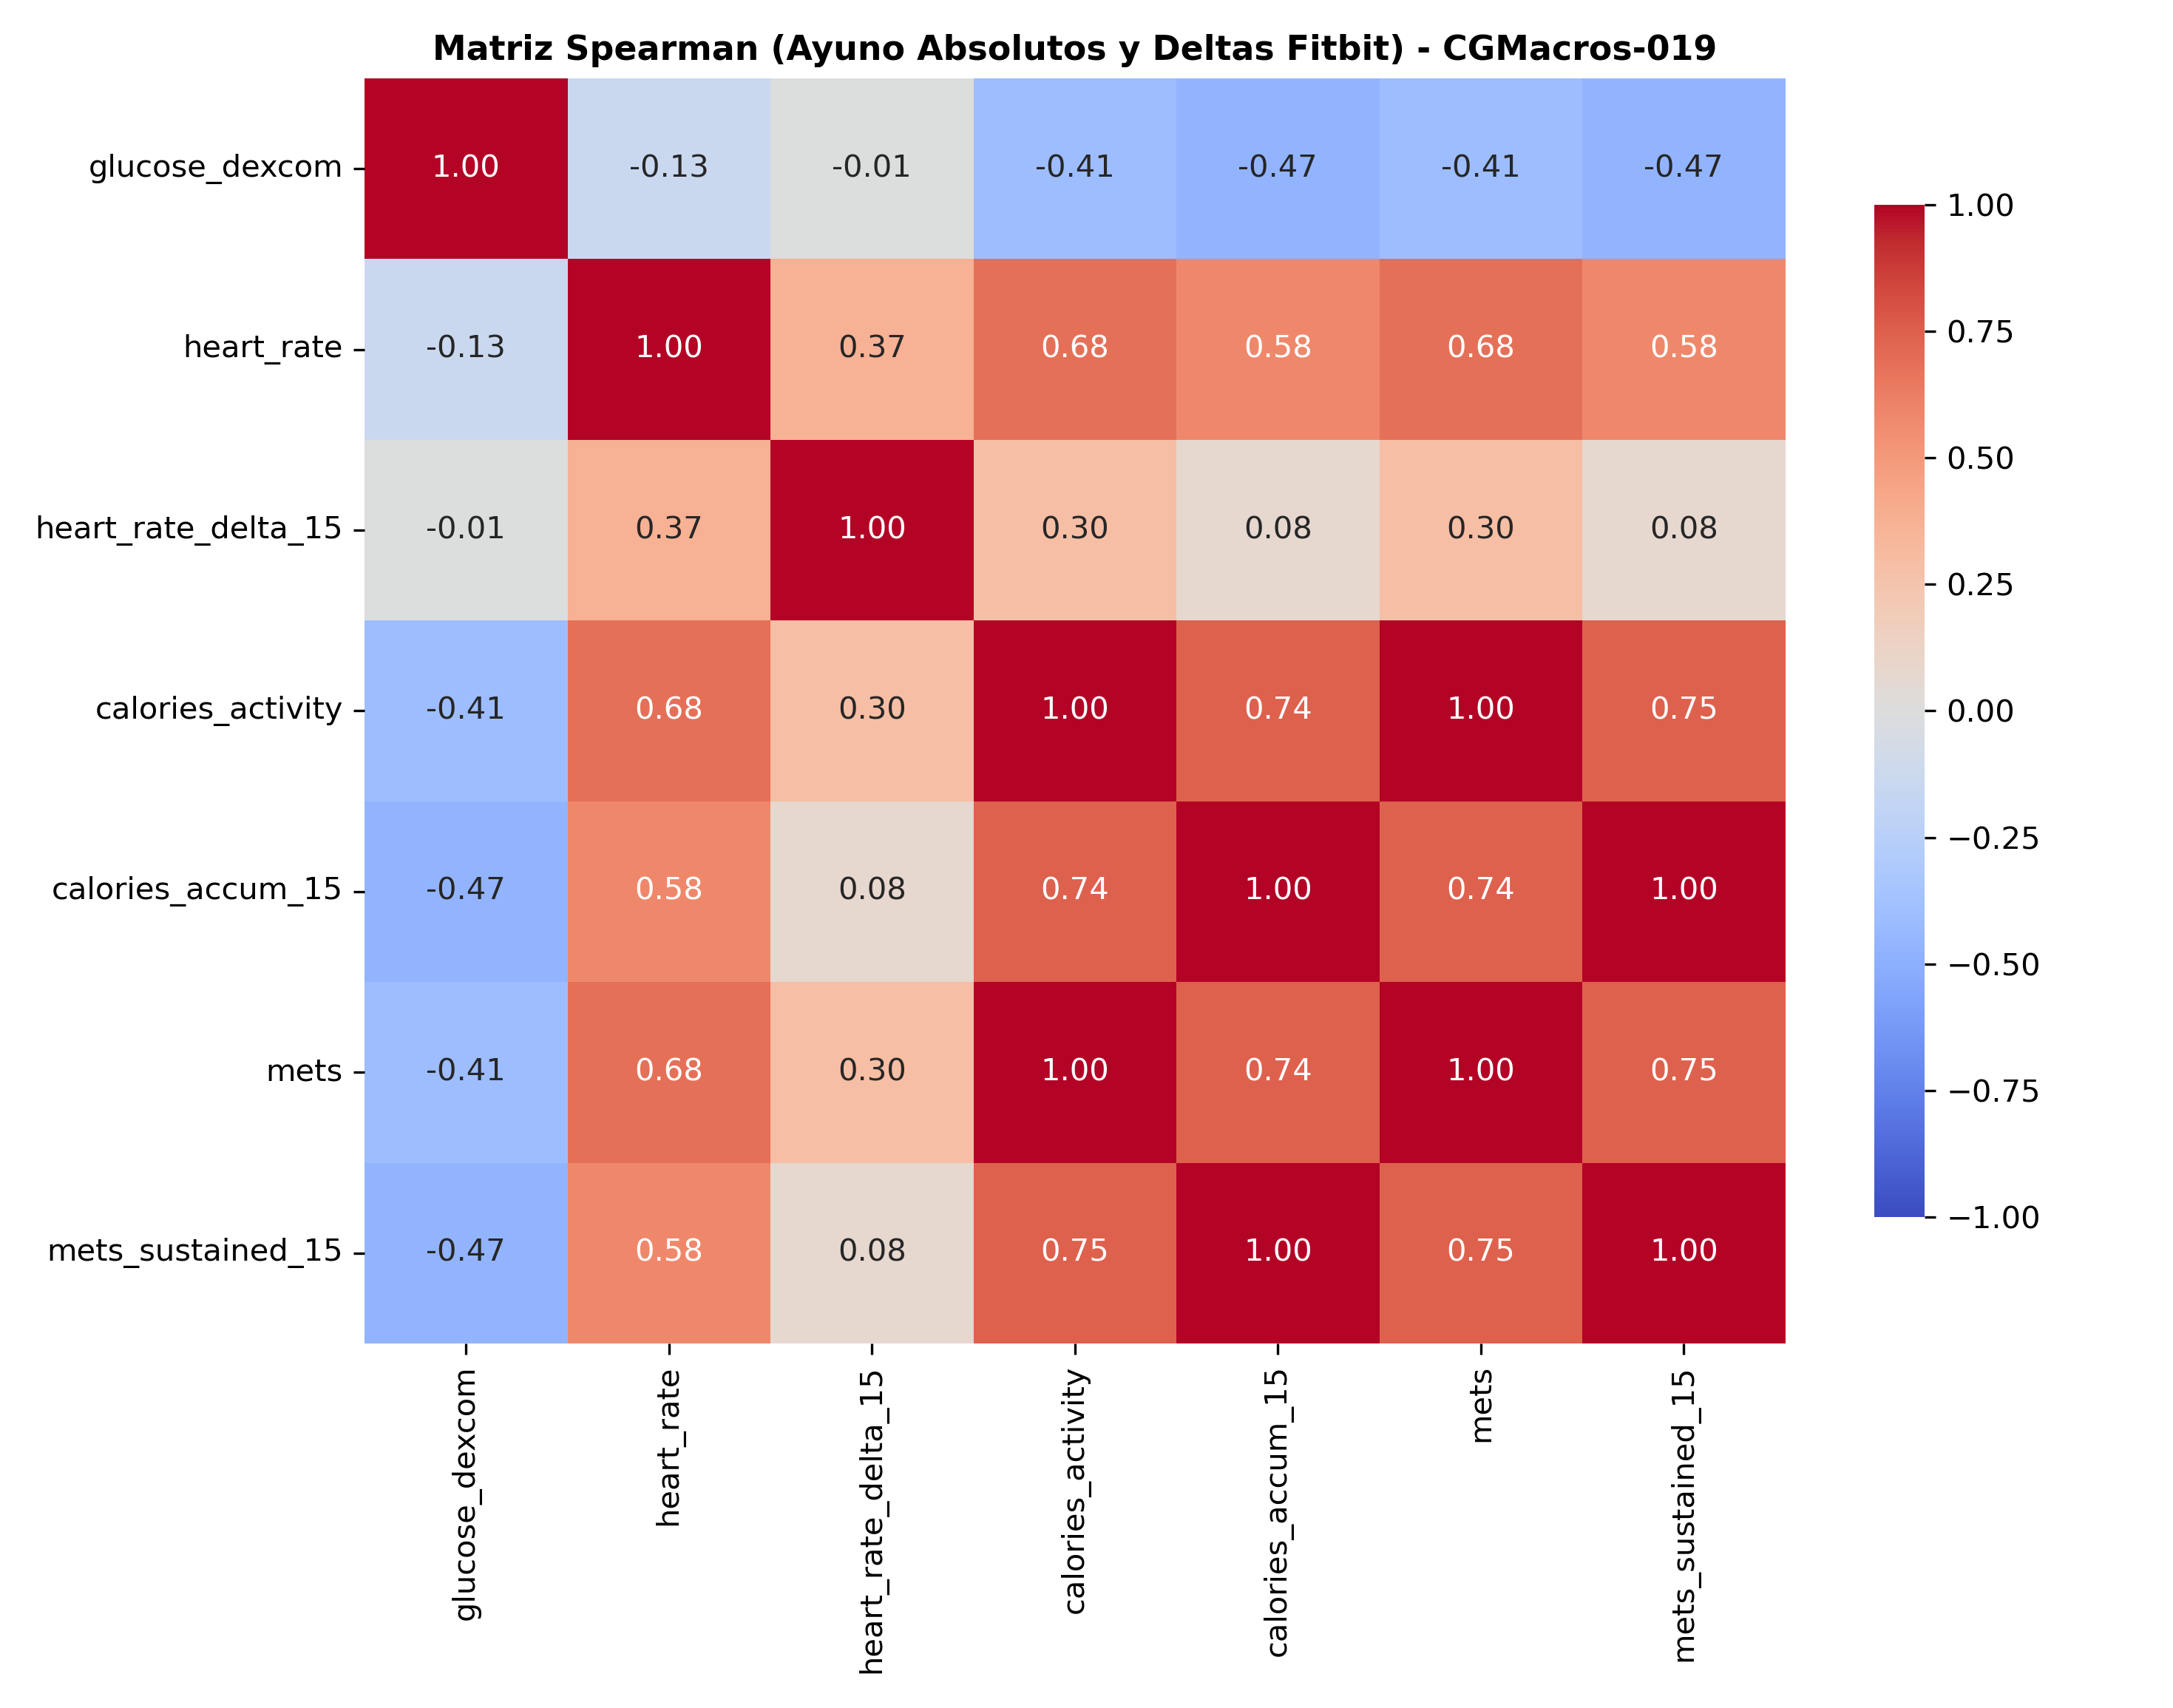 Matriz Spearman (Ayuno Absolutos y Deltas Fitbit) - CGMacros-019
glucose_dexcom 1.00 -0.13 -0.01 -0.41 -0.47 -0.41 -0.47
heart_rate -0.13 1.00 0.37 0.68 0.58 0.68 0.58
heart_rate_delta_15 -0.01 0.37 1.00 0.30 0.08 0.30 0.08
calories_activity -0.41 0.68 0.30 1.00 0.74 1.00 0.75
calories_accum_15 -0.47 0.58 0.08 0.74 1.00 0.74 1.00
mets -0.41 0.68 0.30 1.00 0.74 1.00 0.75
mets_sustained_15 -0.47 0.58 0.08 0.75 1.00 0.75 1.00
glucose_dexcom
heart_rate
heart_rate_delta_15
calories_activity
calories_accum_15
mets
mets_sustained_15
1.00
0.75
0.50
0.25
0.00
−0.25
−0.50
−0.75
−1.00